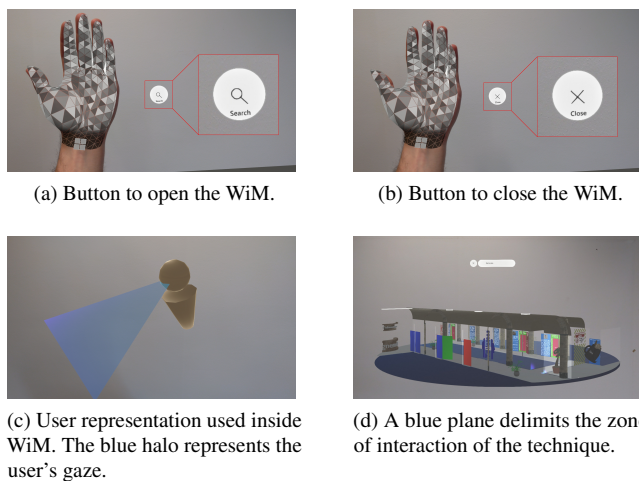 Search
Close
(a) Button to open the WiM.
(b) Button to close the WiM.
(c) User representation used inside
WiM. The blue halo represents the
user's gaze.
(d) A blue plane delimits the zon
of interaction of the technique.